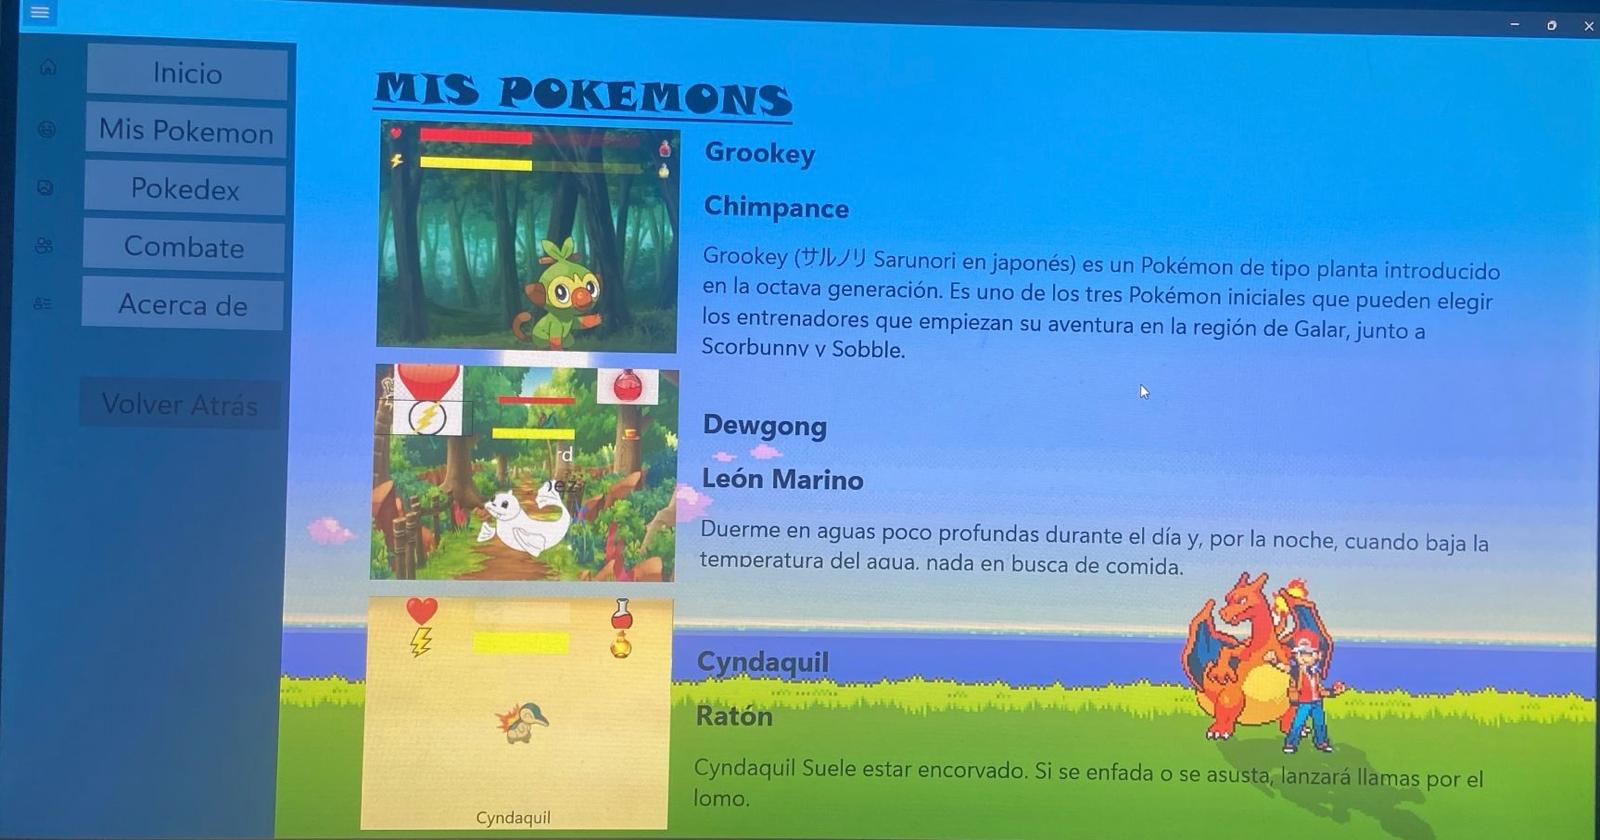 Inicio
Mis Pokemon
Pokedex
Combate
Acerca de
Volver Atrás
MIS POKEMONS
Grookey
Chimpance
Grookey (サルノリ Sarunori en japonés) es un Pokémon de tipo planta introducido
en la octava generación. Es uno de los tres Pokémon iniciales que pueden elegir
los entrenadores que empiezan su aventura en la región de Galar, junto a
Scorbunny y Sobble.
rd
Dewgong
León Marino
Duerme en aguas poco profundas durante el día y, por la noche, cuando baja la
temperatura del agua, nada en busca de comida.
Cyndaquil
Cyndaquil
Ratón
Cyndaquil Suele estar encorvado. Si se enfada o se asusta, lanzará llamas por el
lomo.